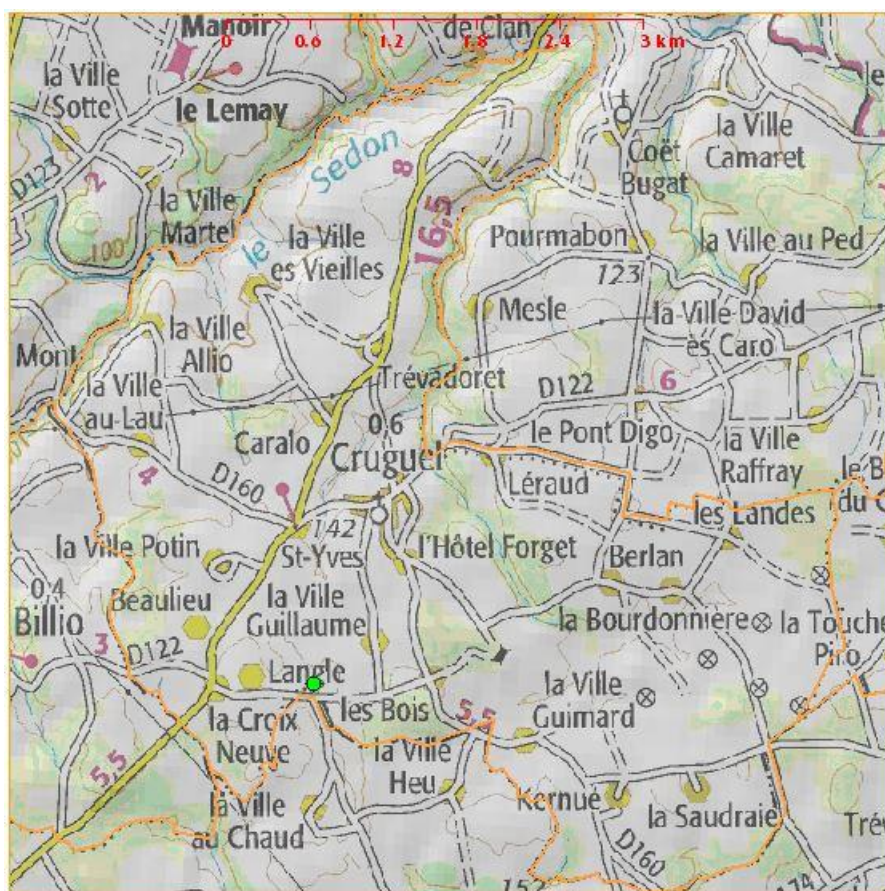 Manoir
de Clan
0 0.6 1.2 1.8 2.4 3 km
la Ville
Sotte
le Lemay
D123
2
Sedon
le
8
16,5
la Ville
Camaret
Coët
Bugat
la Ville
Martel
100
la Ville
es Vieilles
Pourmabon
la Ville au Ped
123
Mesle
la Ville David
ès Caro
la Ville
Allio
Mont
Trévadoret
D122
6
la Ville
au-Lau
0,6
Caralo
Cruguel
le Pont Digo
la Ville
Raffray
4
D160
Léraud
les Landes
142
la Ville Potin
St-Yves
l'Hôtel Forget
Berlan
0,4
Beaulieu
la Ville
Guillaume
Billio
la Bourdonnière
la Touche
Piro
3
D122
Langle
la Ville
Guimard
la Croix
Neuve
les Bois
5,5
la Ville
Heu
5,5
la Ville
au Chaud
Kernué
la Saudraie
D160
152